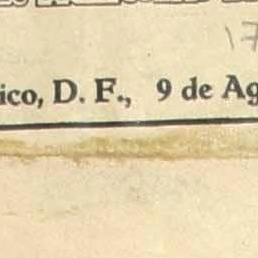 17
ico, D. F., 9 de Ag